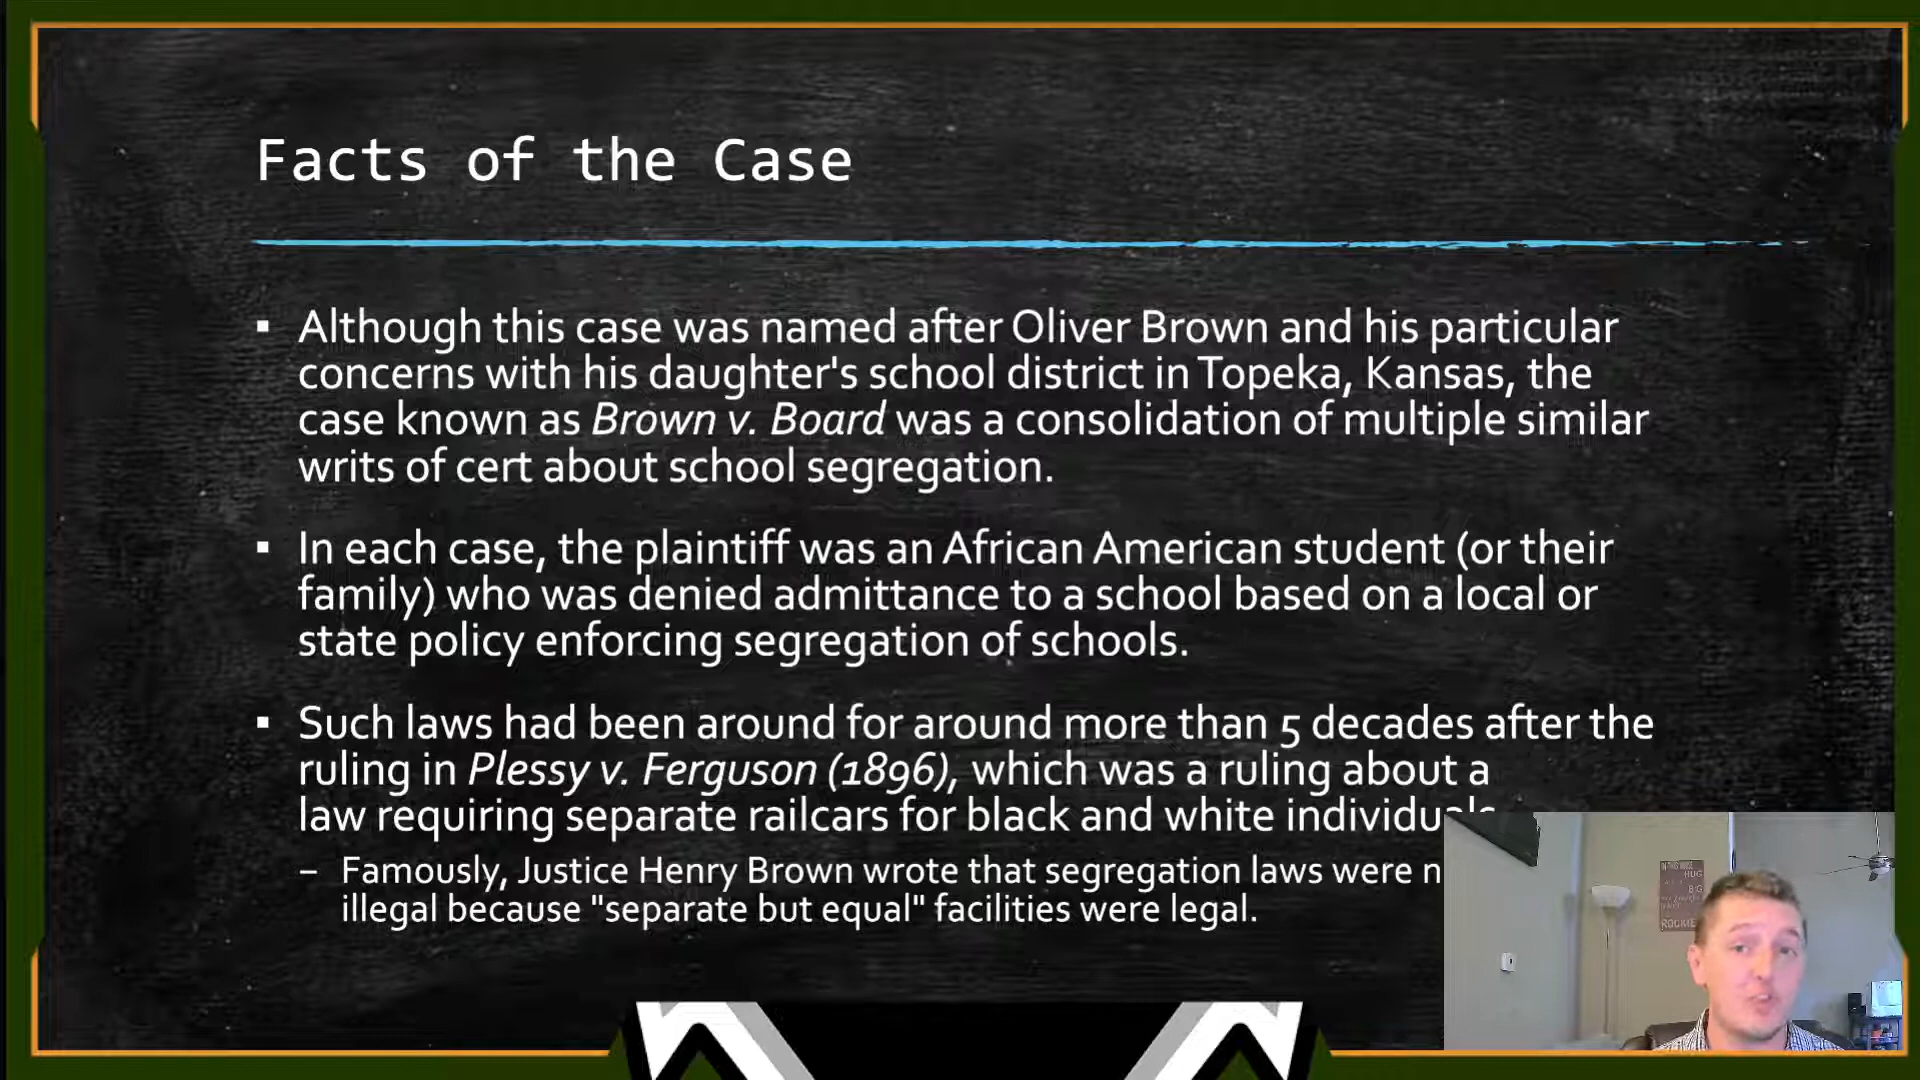 Facts of the Case
▪ Although this case was named after Oliver Brown and his particular
concerns with his daughter's school district in Topeka, Kansas, the
case known as Brown v. Board was a consolidation of multiple similar
writs of cert about school segregation.
▪ In each case, the plaintiff was an African American student (or their
family) who was denied admittance to a school based on a local or
state policy enforcing segregation of schools.
▪ Such laws had been around for around more than 5 decades after the
ruling in Plessy v. Ferguson (1896), which was a ruling about a
law requiring separate railcars for black and white individuals
– Famously, Justice Henry Brown wrote that segregation laws were
illegal because "separate but equal" facilities were legal.
HUG
BIG
ROCKIE